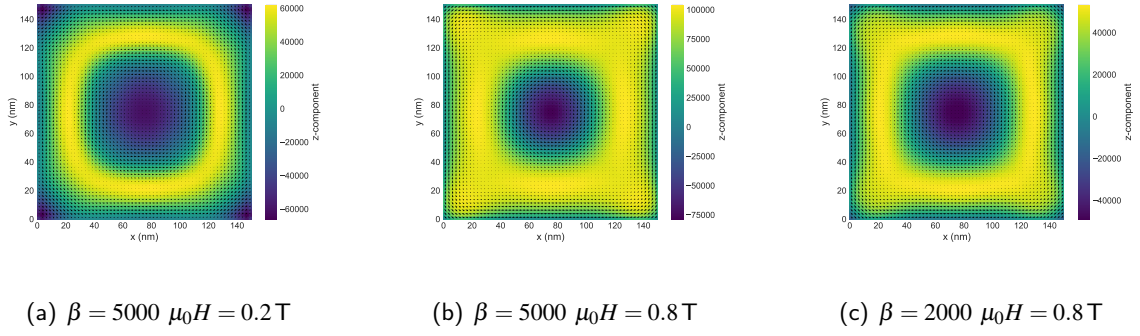 140
120
100
80
60
40
20
0
y (nm)
0 20 40 60 80 100 120 140
x (nm)
60000
40000
20000
0
−20000
−40000
−60000
z-component
140
120
100
80
60
40
20
0
y (nm)
0 20 40 60 80 100 120 140
x (nm)
100000
75000
50000
25000
0
−25000
−50000
−75000
z-component
140
120
100
80
60
40
20
0
y (nm)
0 20 40 60 80 100 120 140
x (nm)
40000
20000
0
−20000
−40000
z-component
(a) β = 5000 μ₀H = 0.2 T
(b) β = 5000 μ₀H = 0.8 T
(c) β = 2000 μ₀H = 0.8 T